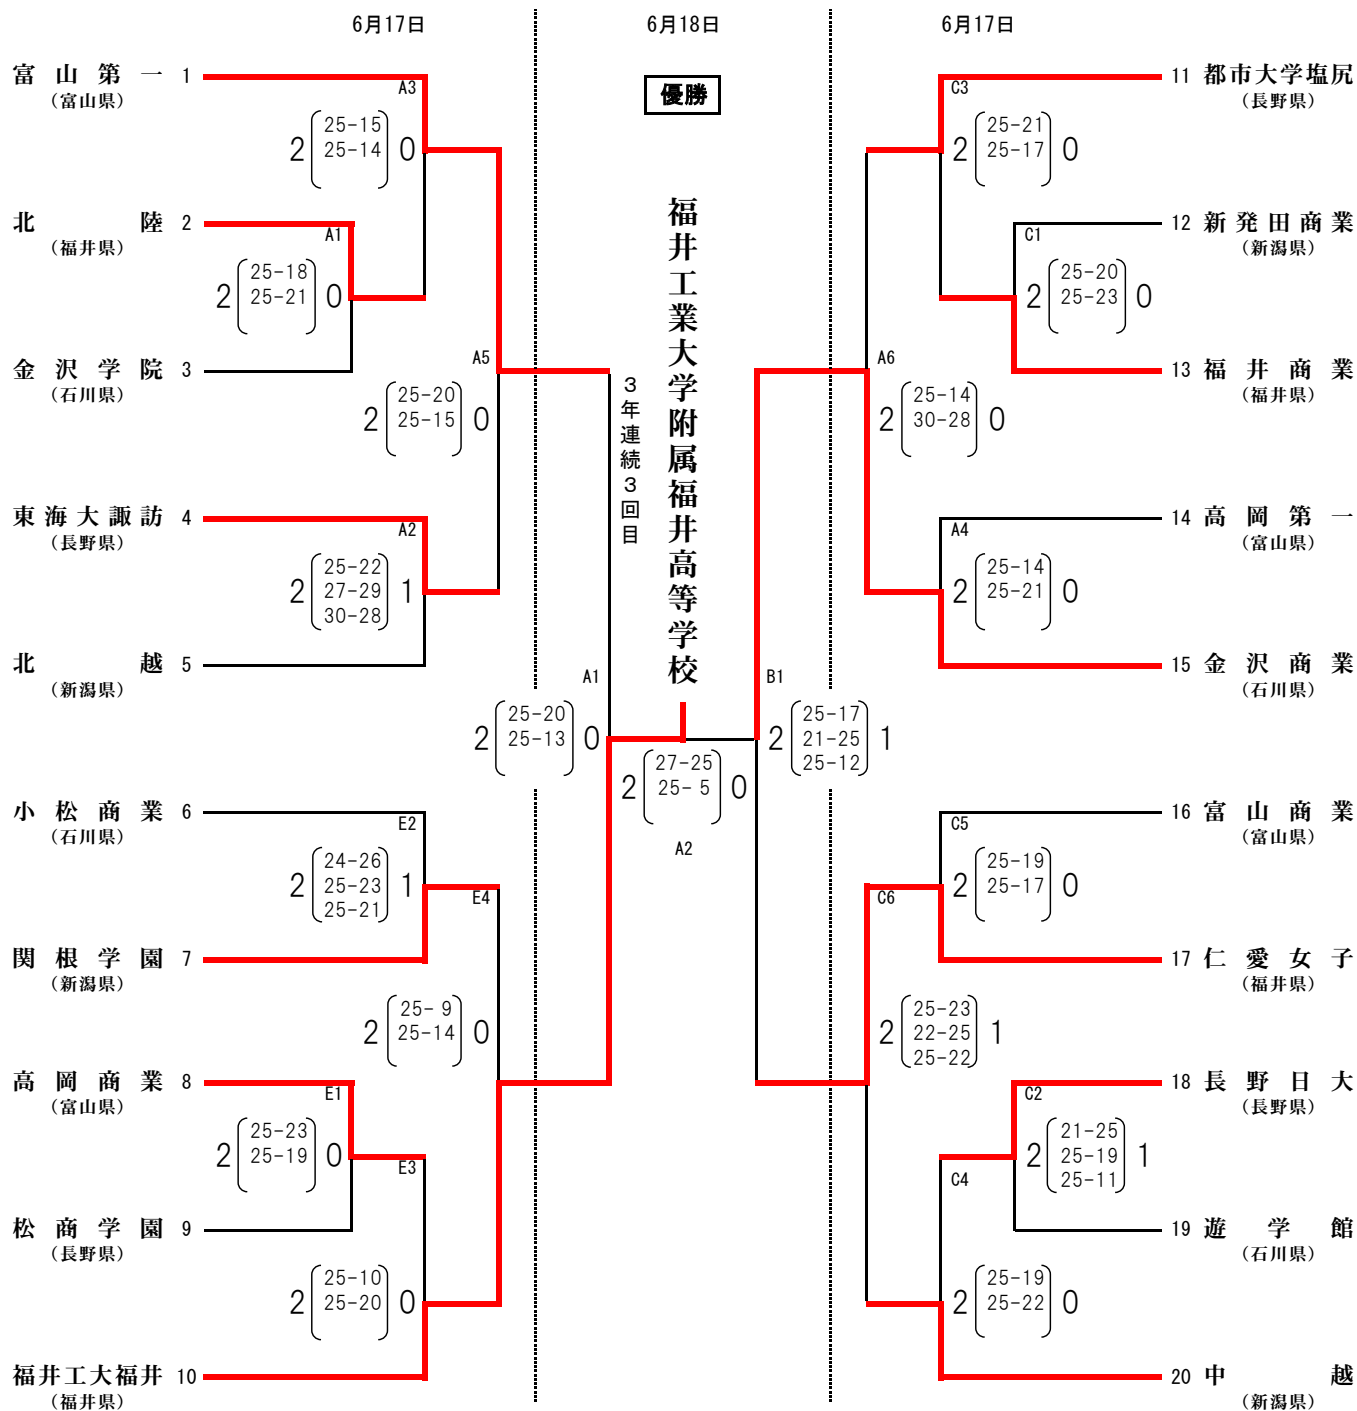 6月17日
6月18日
6月17日
優勝
福井工業大学附属福井高等学校
3年連続3回目
富山第一 1
(富山県)
A3
2 25-15 0
25-14
北陸 2
(福井県)
A1
2 25-18 0
25-21
金沢学院 3
(石川県)
A5
2 25-20 0
25-15
東海大諏訪 4
(長野県)
A2
2 25-22 1
27-29
30-28
北越 5
(新潟県)
A1
2 25-20 0
25-13
小松商業 6
(石川県)
E2
2 24-26 1
25-23
25-21
E4
関根学園 7
(新潟県)
2 25-9 0
25-14
高岡商業 8
(富山県)
E1
2 25-23 0
25-19
E3
松商学園 9
(長野県)
2 25-10 0
25-20
福井工大福井 10
(福井県)
2 27-25 0
25-5
A2
11 都市大学塩尻
(長野県)
C3
2 25-21 0
25-17
12 新発田商業
(新潟県)
C1
2 25-20 0
25-23
13 福井商業
(福井県)
A6
2 25-14 0
30-28
14 高岡第一
(富山県)
A4
2 25-14 0
25-21
15 金沢商業
(石川県)
B1
2 25-17 1
21-25
25-12
16 富山商業
(富山県)
C5
2 25-19 0
25-17
C6
17 仁愛女子
(福井県)
2 25-23 1
22-25
25-22
18 長野日大
(長野県)
C2
2 21-25 1
25-19
25-11
C4
19 遊学館
(石川県)
2 25-19 0
25-22
20 中越
(新潟県)